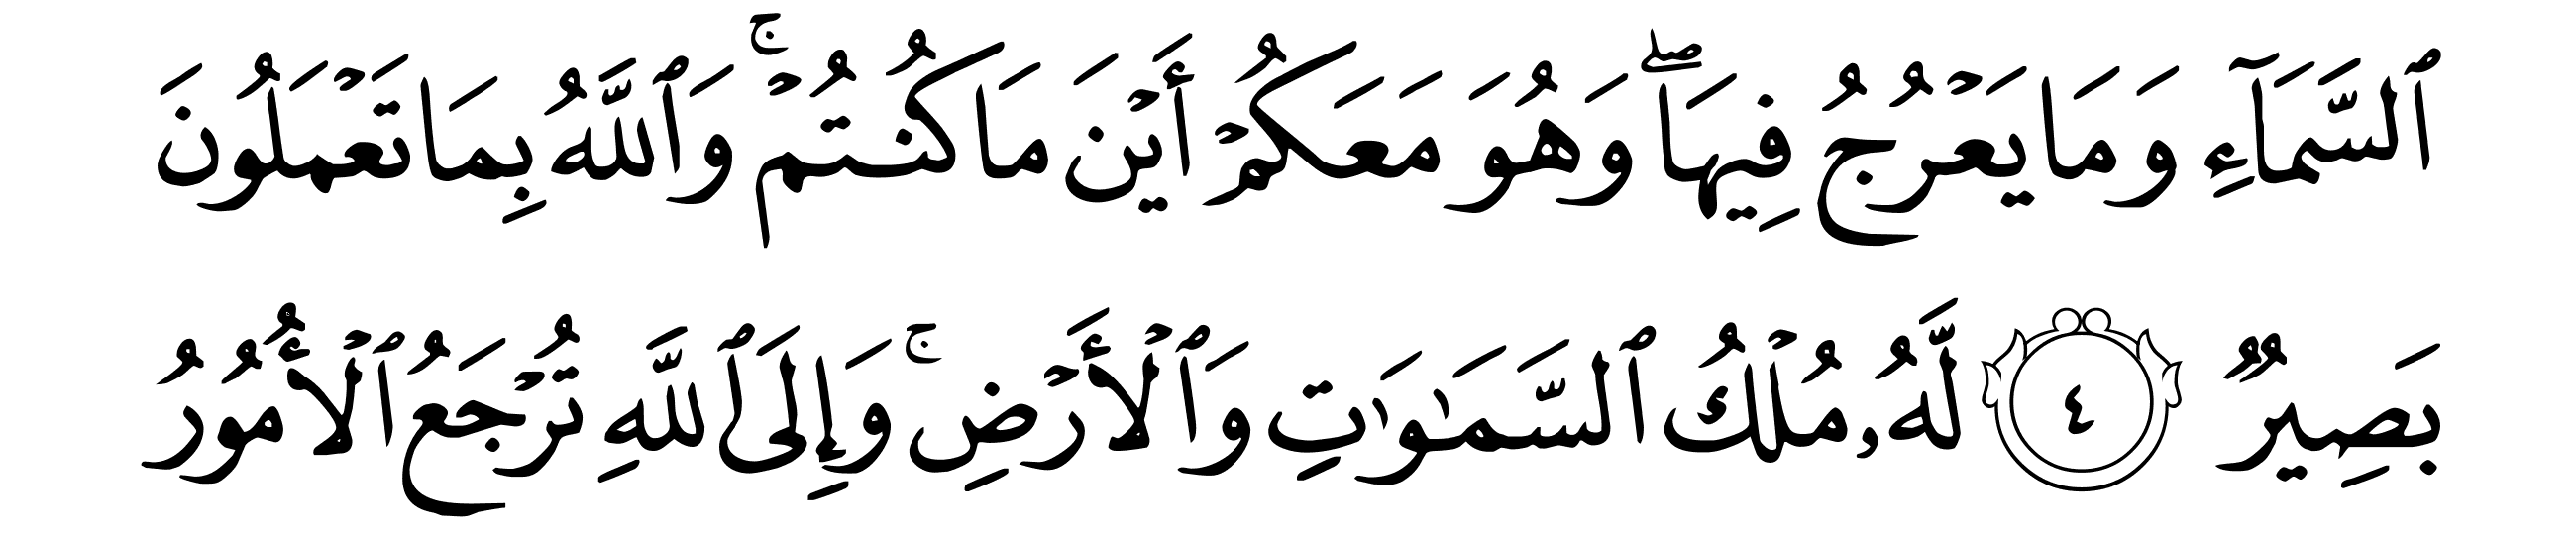 ٱلسَّمَآءِ وَمَا يَعۡرُجُ فِيهَاۖ وَهُوَ مَعَكُمۡ أَيۡنَ مَا كُنتُمۡۚ وَٱللَّهُ بِمَا تَعۡمَلُونَ
بَصِيرٌ ٤ لَّهُۥ مُلۡكُ ٱلسَّمَٰوَٰتِ وَٱلۡأَرۡضِۚ وَإِلَى ٱللَّهِ تُرۡجَعُ ٱلۡأُمُورُ